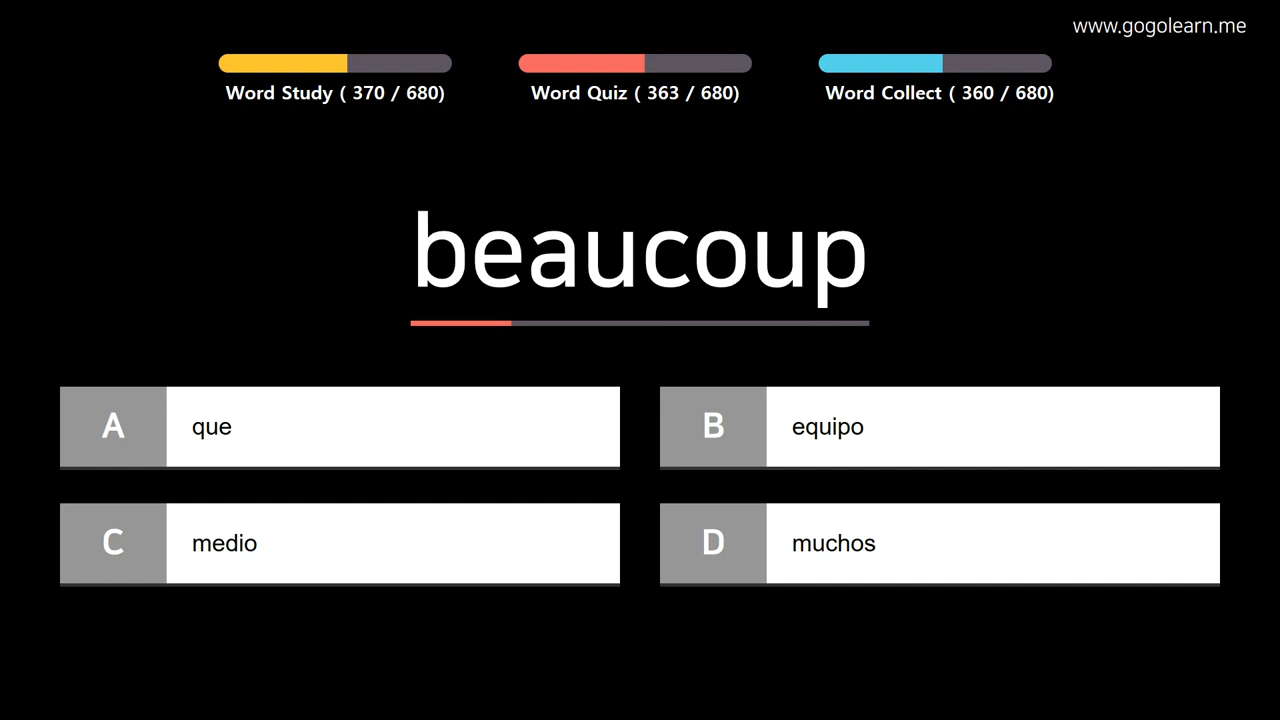 www.gogolearn.me
Word Study ( 370 / 680)
Word Quiz ( 363 / 680)
Word Collect ( 360 / 680)
beaucoup
A que
B equipo
C medio
D muchos